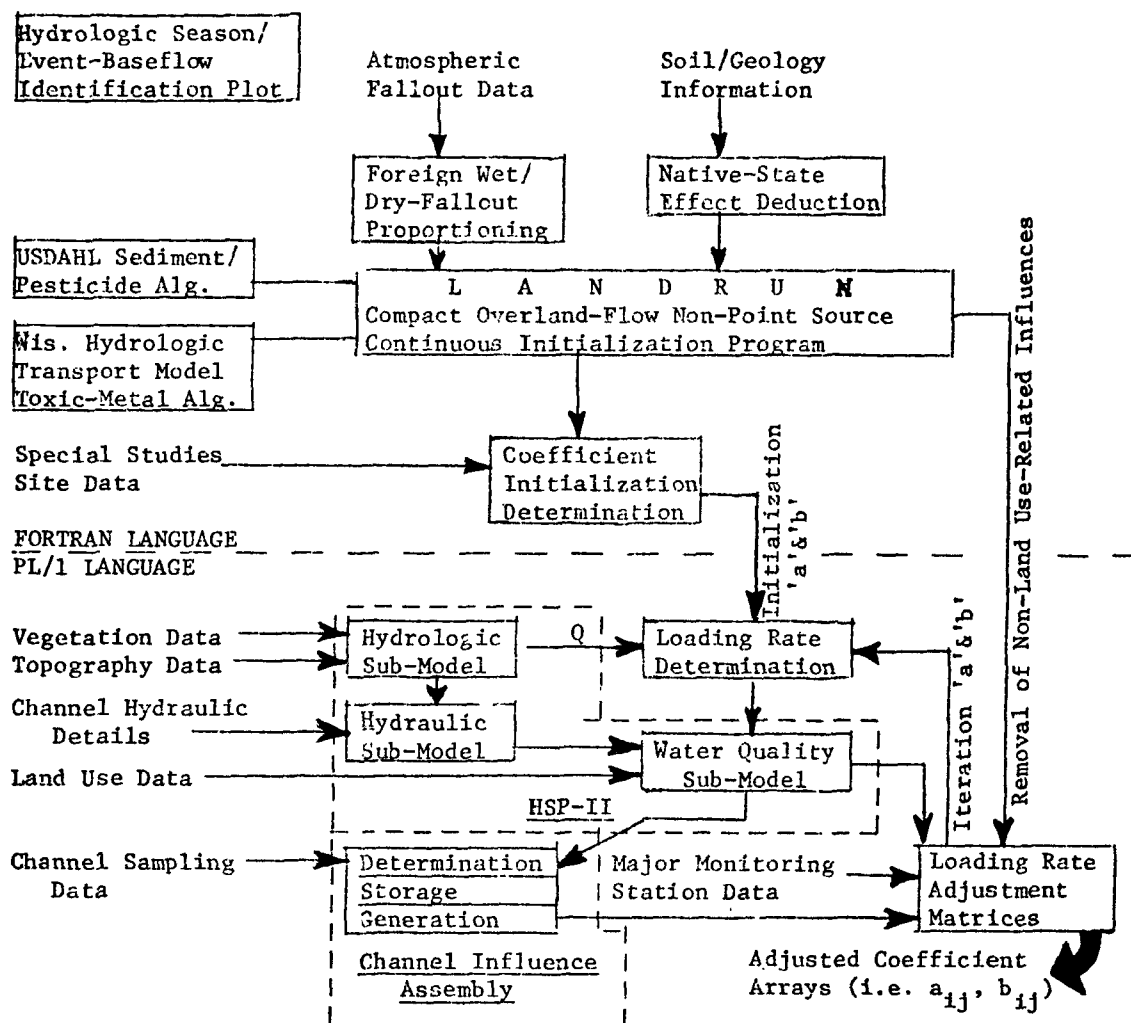 Hydrologic Season/
Event-Baseflow
Identification Plot
Atmospheric
Fallout Data
Soil/Geology
Information
Foreign Wet/
Dry-Fallout
Proportioning
Native-State
Effect Deduction
USDAHL Sediment/
Pesticide Alg.
L A N D R U N
Compact Overland-Flow Non-Point Source
Continuous Initialization Program
Wis. Hydrologic
Transport Model
Toxic-Metal Alg.
Special Studies
Site Data
Coefficient
Initialization
Determination
Initialization
'a'&'b'
Removal of Non-Land Use-Related Influences
FORTRAN LANGUAGE
PL/1 LANGUAGE
Vegetation Data
Topography Data
Hydrologic
Sub-Model
Q
Loading Rate
Determination
Iteration 'a'&'b'
Channel Hydraulic
Details
Hydraulic
Sub-Model
Water Quality
Sub-Model
Land Use Data
HSP-II
Channel Sampling
Data
Determination
Storage
Generation
Major Monitoring
Station Data
Loading Rate
Adjustment
Matrices
Channel Influence
Assembly
Adjusted Coefficient
Arrays (i.e. aij, bij)